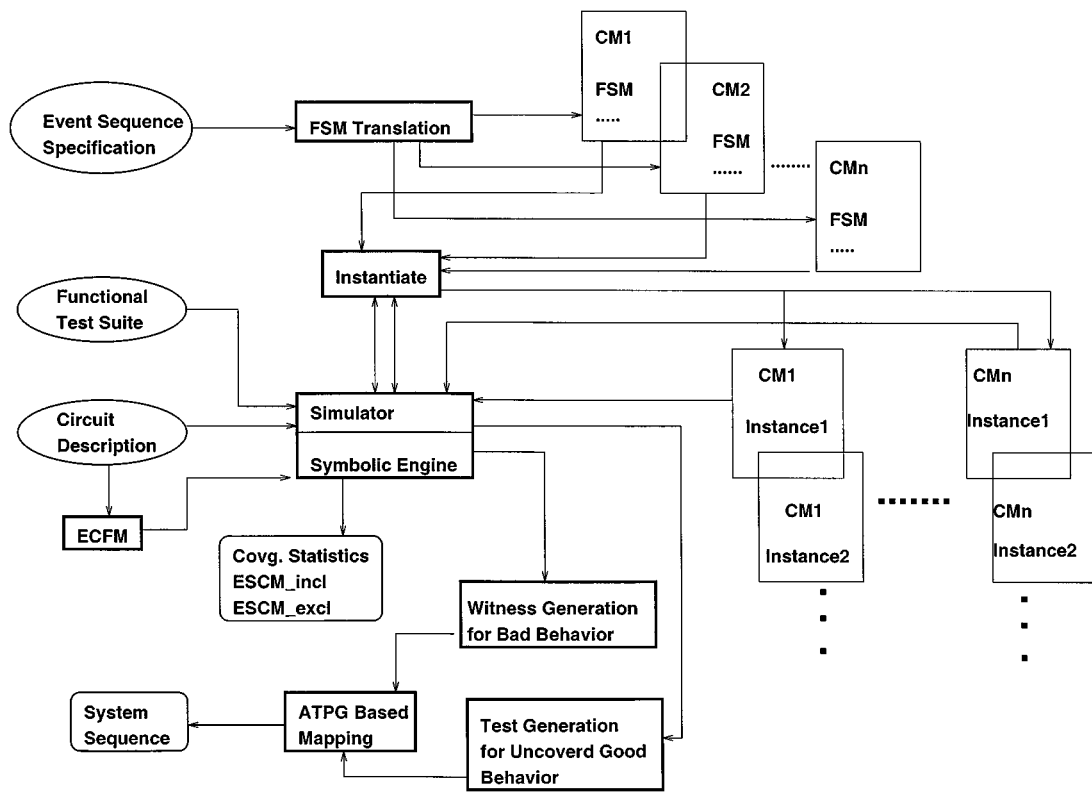 CM1
FSM
.....
CM2
FSM
......
........
CMn
FSM
.....
Event Sequence
Specification
FSM Translation
Instantiate
Functional
Test Suite
Circuit
Description
ECFM
Simulator
Symbolic Engine
CM1
Instance1
CM1
Instance2
CMn
Instance1
CMn
Instance2
Covg. Statistics
ESCM_incl
ESCM_excl
Witness Generation
for Bad Behavior
ATPG Based
Mapping
System
Sequence
Test Generation
for Uncoverd Good
Behavior